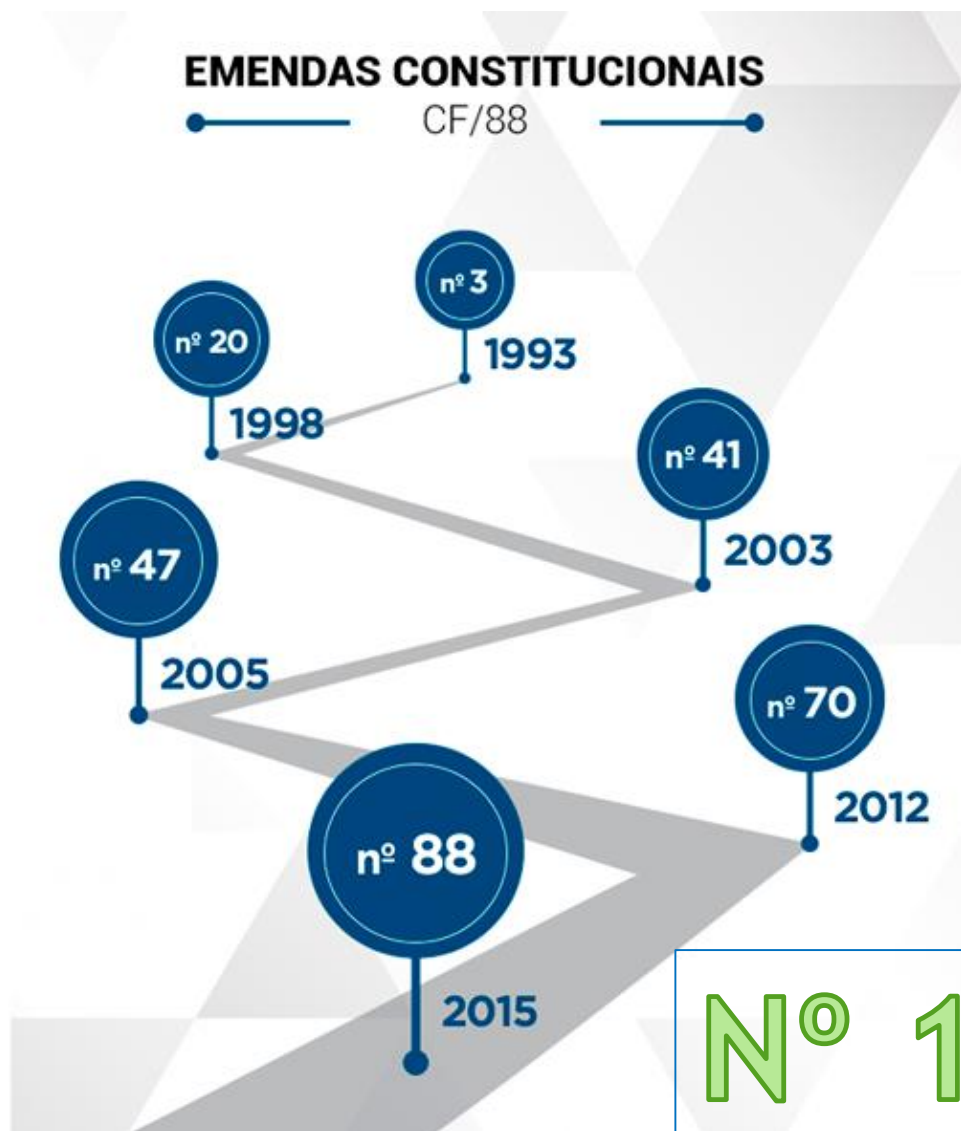 EMENDAS CONSTITUCIONAIS
CF/88
nº 3
1993
nº 20
1998
nº 41
2003
nº 47
2005
nº 70
2012
nº 88
2015
Nº 1